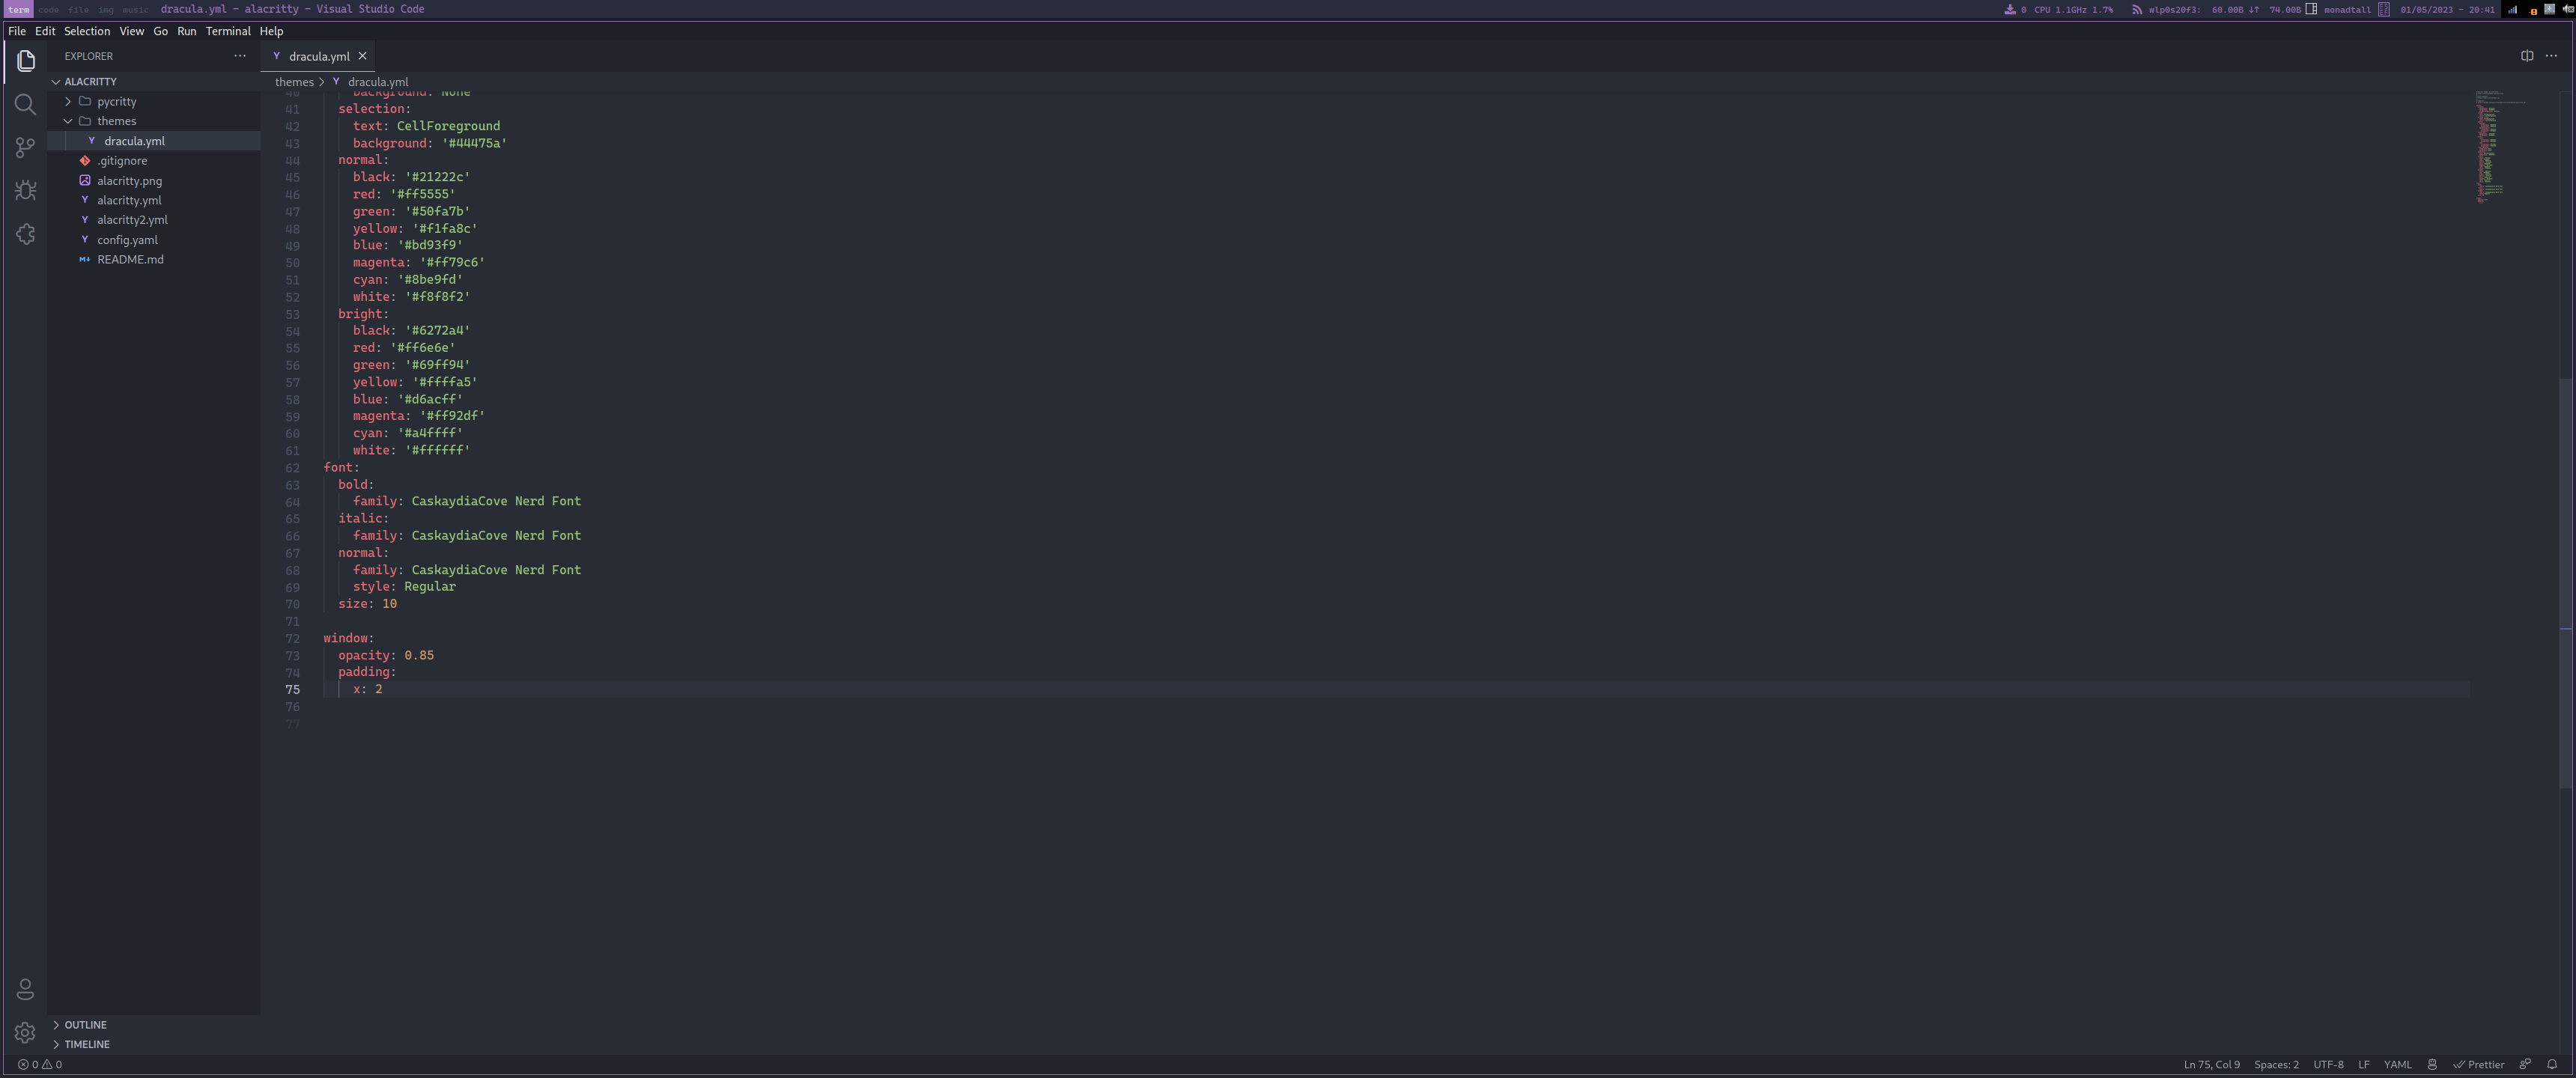 term code file img music dracula.yml - alacritty - Visual Studio Code 0 CPU 1.1GHz 1.7% wlp0s20f3: 60.00B ↓↑ 74.00B monadtall 01/05/2023 - 20:41
File Edit Selection View Go Run Terminal Help
EXPLORER
ALACRITTY
pycritty
themes
dracula.yml
.gitignore
alacritty.png
alacritty.yml
alacritty2.yml
config.yaml
README.md
OUTLINE
TIMELINE
dracula.yml
themes > dracula.yml
40 background: None
41 selection:
42 text: CellForeground
43 background: '#44475a'
44 normal:
45 black: '#21222c'
46 red: '#ff5555'
47 green: '#50fa7b'
48 yellow: '#f1fa8c'
49 blue: '#bd93f9'
50 magenta: '#ff79c6'
51 cyan: '#8be9fd'
52 white: '#f8f8f2'
53 bright:
54 black: '#6272a4'
55 red: '#ff6e6e'
56 green: '#69ff94'
57 yellow: '#ffffa5'
58 blue: '#d6acff'
59 magenta: '#ff92df'
60 cyan: '#a4ffff'
61 white: '#ffffff'
62 font:
63 bold:
64 family: CaskaydiaCove Nerd Font
65 italic:
66 family: CaskaydiaCove Nerd Font
67 normal:
68 family: CaskaydiaCove Nerd Font
69 style: Regular
70 size: 10
71
72 window:
73 opacity: 0.85
74 padding:
75 x: 2
76
77
0 0 Ln 75, Col 9 Spaces: 2 UTF-8 LF YAML Prettier